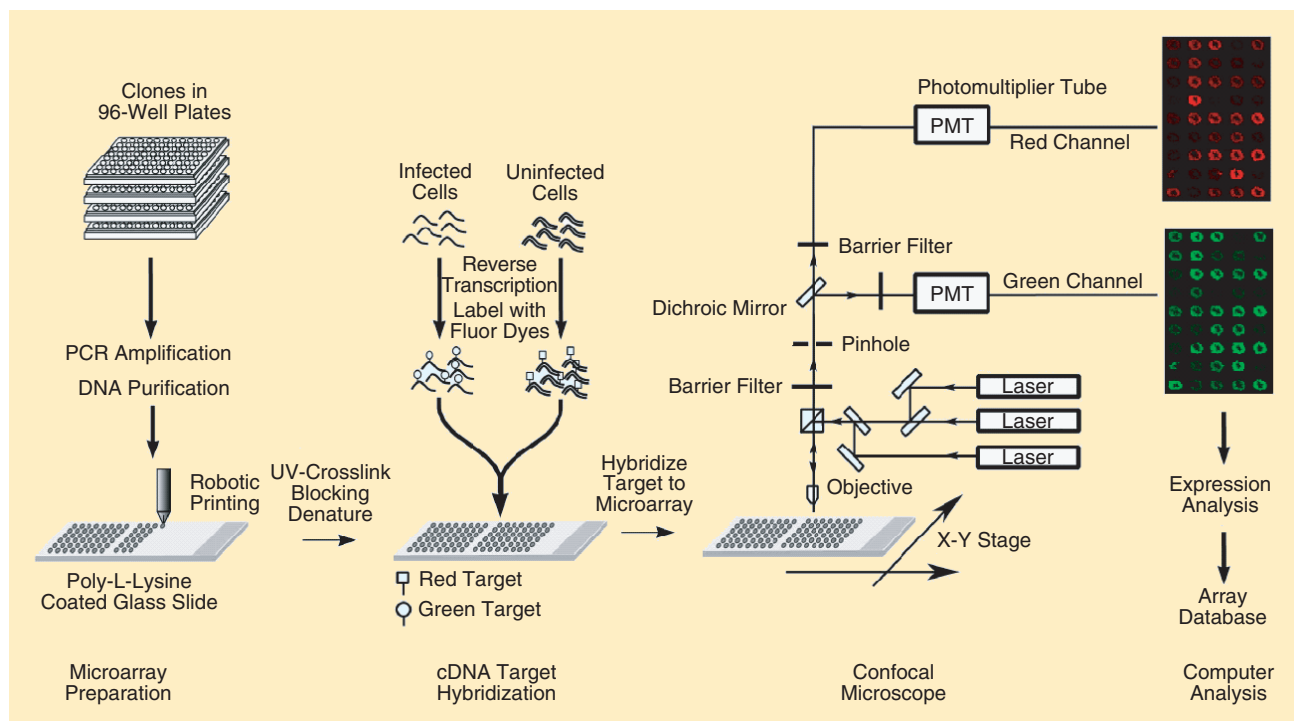 Clones in
96-Well Plates
PCR Amplification
DNA Purification
Robotic
Printing
Poly-L-Lysine
Coated Glass Slide
Microarray
Preparation
UV-Crosslink
Blocking
Denature
Infected
Cells
Uninfected
Cells
Reverse
Transcription
Label with
Fluor Dyes
Red Target
Green Target
cDNA Target
Hybridization
Hybridize
Target to
Microarray
Photomultiplier Tube
PMT
Red Channel
Barrier Filter
PMT
Green Channel
Dichroic Mirror
Pinhole
Barrier Filter
Laser
Laser
Laser
Objective
X-Y Stage
Confocal
Microscope
Expression
Analysis
Array
Database
Computer
Analysis